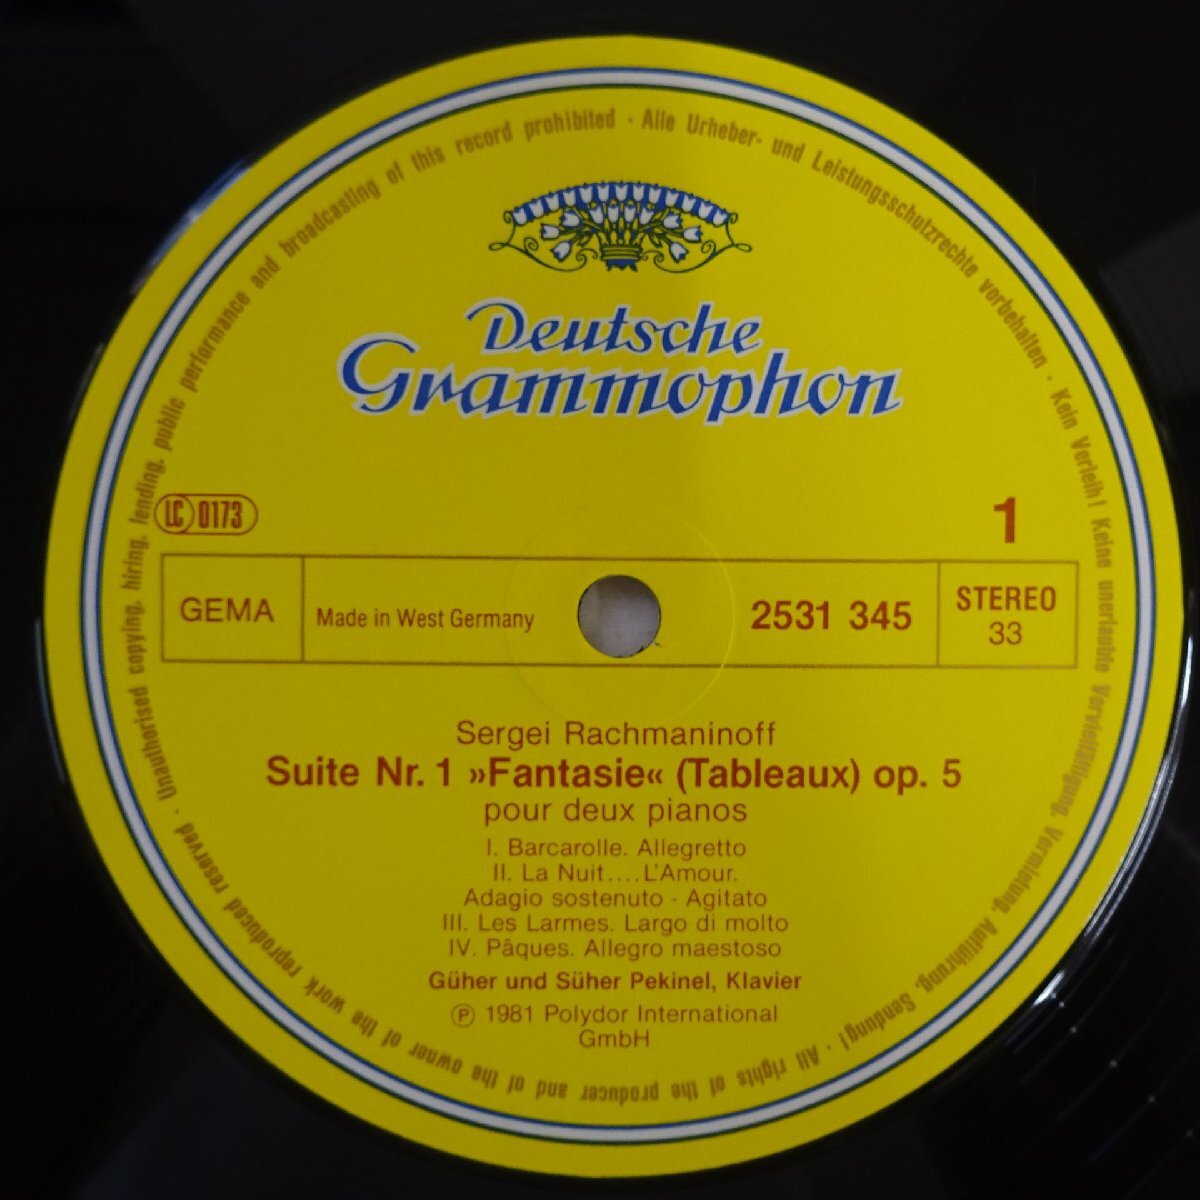 Unauthorised copying, hiring, lending, public performance and broadcasting of this record prohibited · Alle Urheber- und Leistungsschutzrechte vorbehalten · Kein Verleih! Keine unerlaubte Vervielfältigung, Vermietung, Aufführung, Sendung! · All rights of the producer and of the owner of the work reproduced reserved ·
Deutsche
Grammophon
LC 0173
1
GEMA
Made in West Germany
2531 345
STEREO
33
Sergei Rachmaninoff
Suite Nr. 1 »Fantasie« (Tableaux) op. 5
pour deux pianos
I. Barcarolle. Allegretto
II. La Nuit....L'Amour.
Adagio sostenuto - Agitato
III. Les Larmes. Largo di molto
IV. Pâques. Allegro maestoso
Güher und Süher Pekinel, Klavier
Ⓟ 1981 Polydor International
GmbH